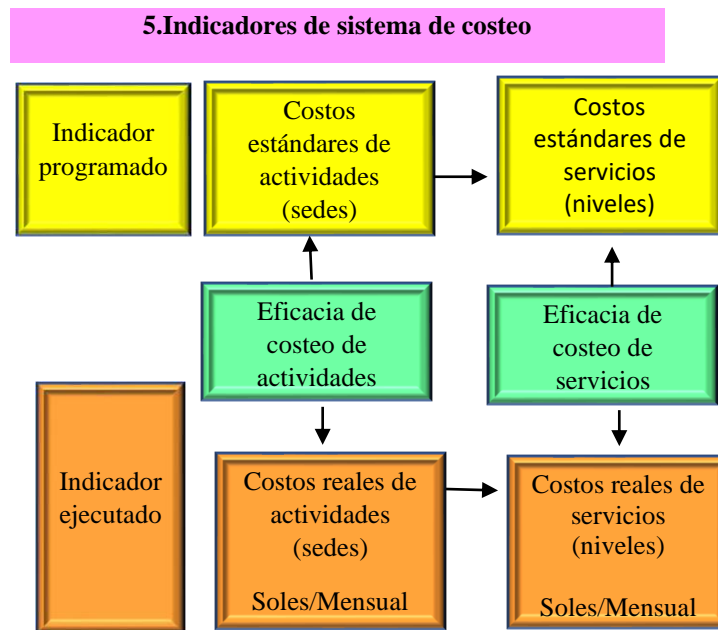 5.Indicadores de sistema de costeo
Indicador
programado
Costos
estándares de
actividades
(sedes)
Costos
estándares de
servicios
(niveles)
Eficacia de
costeo de
actividades
Eficacia de
costeo de
servicios
Indicador
ejecutado
Costos reales de
actividades
(sedes)
Soles/Mensual
Costos reales de
servicios
(niveles)
Soles/Mensual